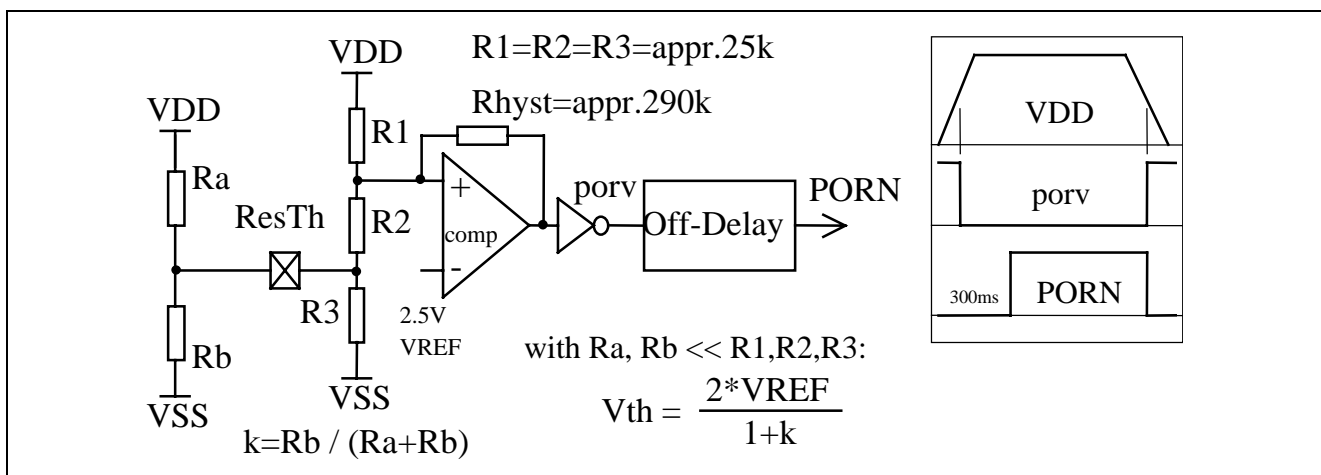 R1=R2=R3=appr.25k
VDD
VDD
Rhyst=appr.290k
VDD
R1
Ra
+
porv
PORN
porv
ResTh
R2
comp
Off-Delay
-
R3
2.5V
VREF
300ms
PORN
Rb
with Ra, Rb << R1,R2,R3:
VSS
VSS
Vth = 2*VREF
1+k
k=Rb / (Ra+Rb)